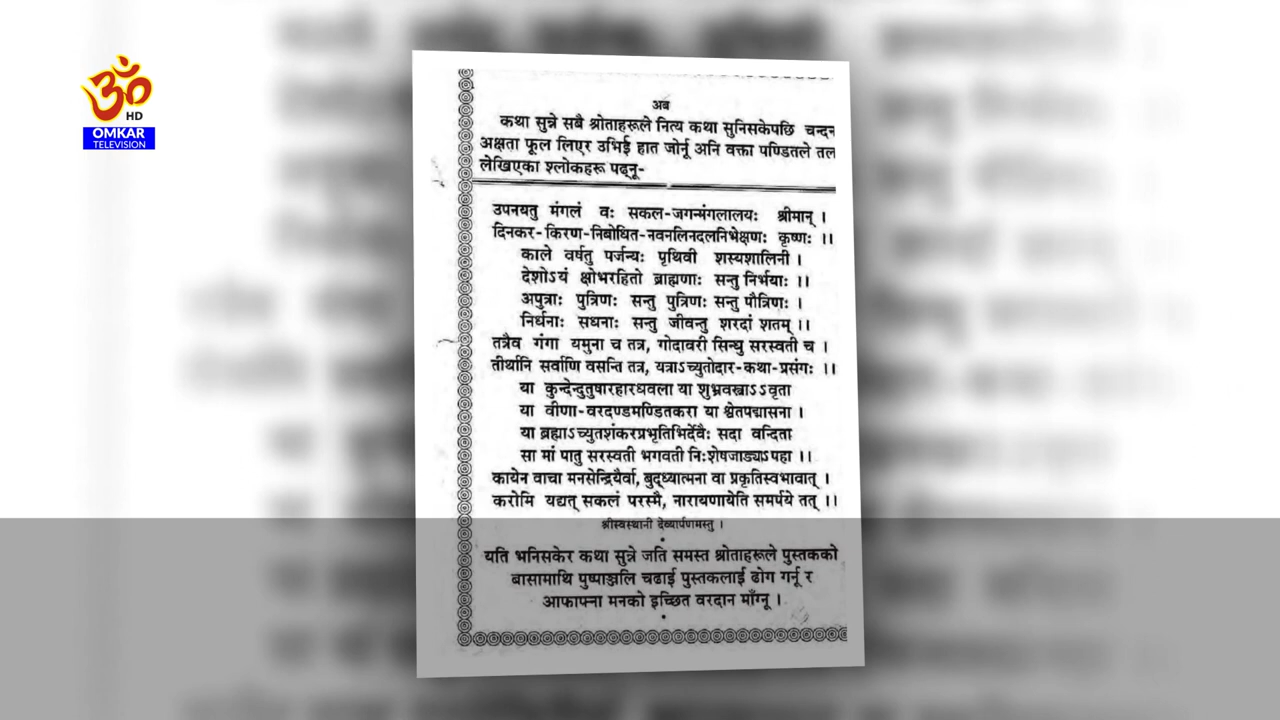 ॐ
HD
OMKAR
TELEVISION
अब
कथा सुन्ने सबै श्रोताहरूले नित्य कथा सुनिसकेपछि चन्दन
अक्षता फूल लिएर उभिई हात जोर्नू अनि वक्ता पण्डितले तल
लेखिएका श्लोकहरू पढ्नू-
उपनयतु मंगलं वः सकल-जगन्मंगलालयः श्रीमान् ।
दिनकर-किरण-निबोधित-नवनलिनदलनिभेक्षणः कृष्णः ।।
काले वर्षतु पर्जन्यः पृथिवी शस्यशालिनी ।
देशोऽयं क्षोभरहितो ब्राह्मणाः सन्तु निर्भयाः ।।
अपुत्राः पुत्रिणः सन्तु पुत्रिणः सन्तु पौत्रिणः ।
निर्धनाः सधनाः सन्तु जीवन्तु शरदां शतम् ।।
तत्रैव गंगा यमुना च तत्र, गोदावरी सिन्धु सरस्वती च ।
तीर्थानि सर्वाणि वसन्ति तत्र, यत्राऽच्युतोदार-कथा-प्रसंगः ।।
या कुन्देन्दुतुषारहारधवला या शुभ्रवस्त्राऽऽवृता
या वीणा-वरदण्डमण्डितकरा या श्वेतपद्मासना ।
या ब्रह्माऽच्युतशंकरप्रभृतिभिर्देवैः सदा वन्दिता
सा मां पातु सरस्वती भगवती निःशेषजाड्याऽपहा ।।
कायेन वाचा मनसेन्द्रियैर्वा, बुद्ध्यात्मना वा प्रकृतिस्वभावात् ।
करोमि यद्यत् सकलं परस्मै, नारायणायेति समर्पये तत् ।।
श्रीस्वस्थानी देव्यार्पणमस्तु ।
यति भनिसकेर कथा सुन्ने जति समस्त श्रोताहरूले पुस्तकको
बासामाथि पुष्पाञ्जलि चढाई पुस्तकलाई ढोग गर्नू र
आफाफ्ना मनको इच्छित वरदान माँग्नू ।